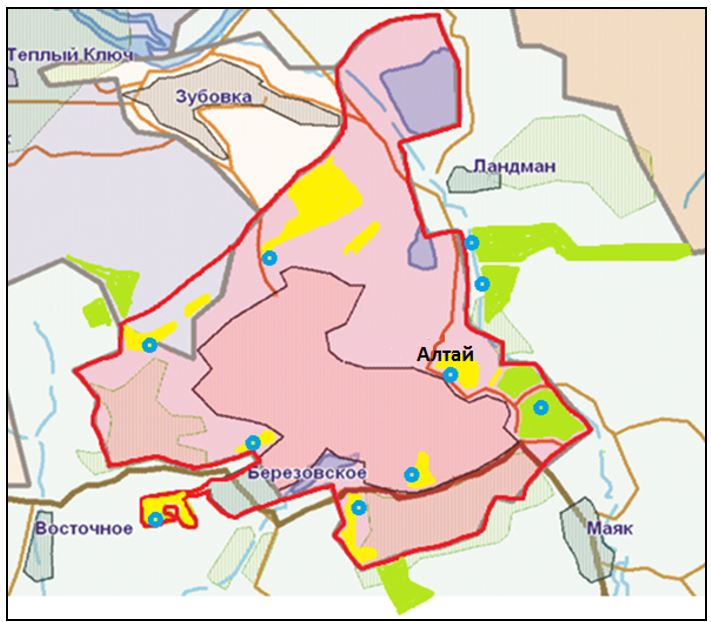 Теплый Ключ
Зубовка
к
Ландман
Алтай
Березовское
Восточное
Маяк